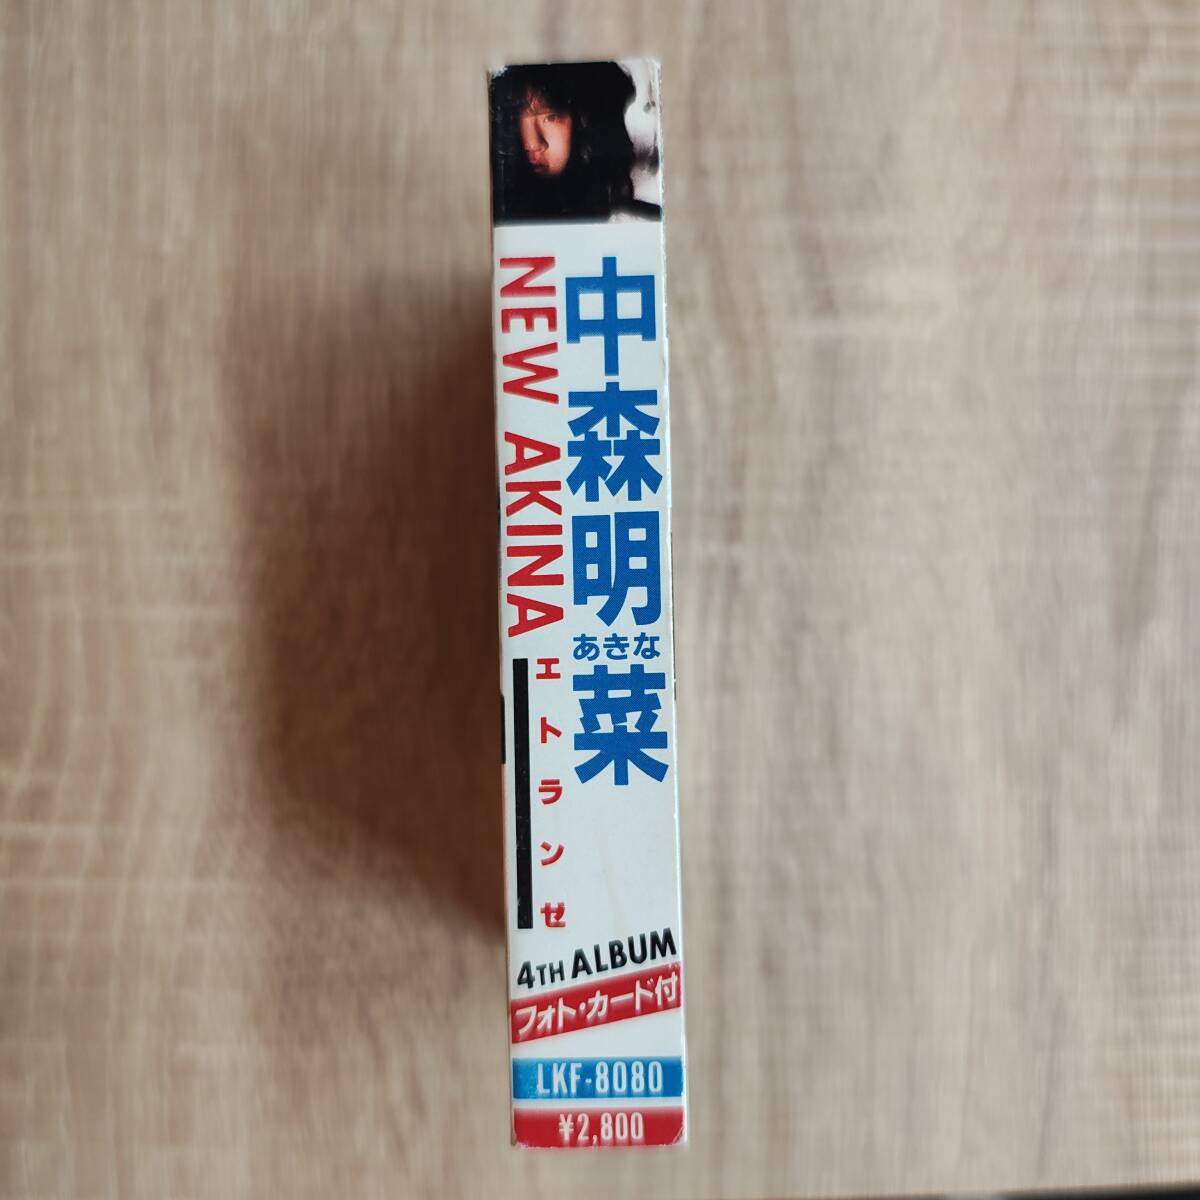 中森明菜
あきな
NEW AKINA
エトランゼ
4TH ALBUM
フォト・カード付
LKF-8080
¥2,800